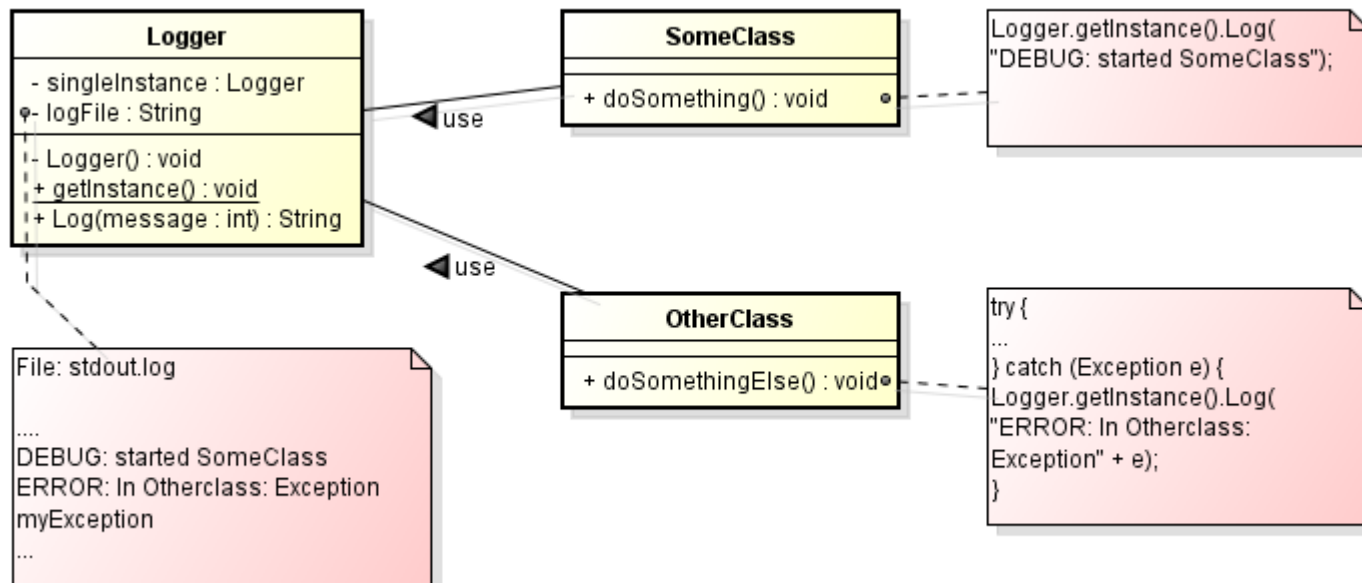 Logger
- singleInstance : Logger
- logFile : String
- Logger() : void
+ getInstance() : void
+ Log(message : int) : String
use
use
SomeClass
+ doSomething() : void
Logger.getInstance().Log(
"DEBUG: started SomeClass");
OtherClass
+ doSomethingElse() : void
try {
...
} catch (Exception e) {
Logger.getInstance().Log(
"ERROR: In Otherclass:
Exception" + e);
}
File: stdout.log
....
DEBUG: started SomeClass
ERROR: In Otherclass: Exception
myException
...